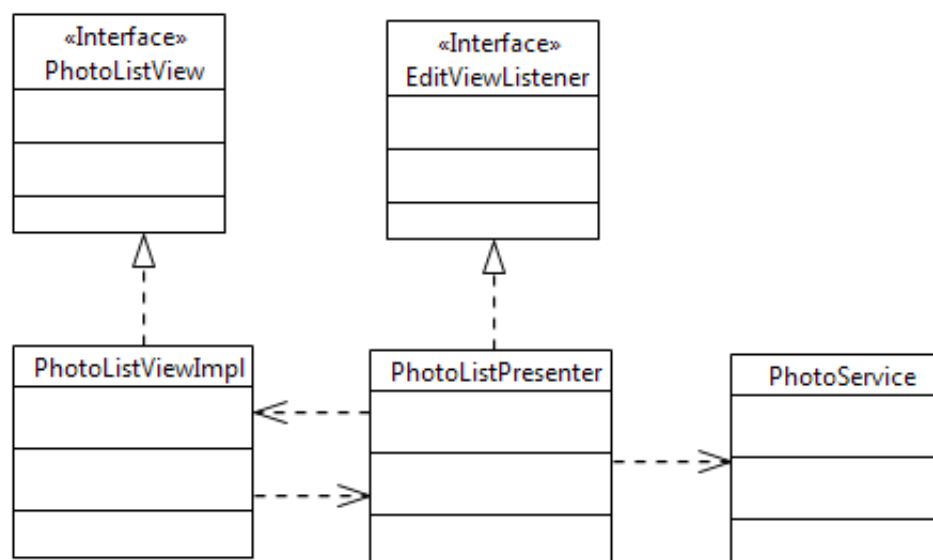 «Interface»
PhotoListView
«Interface»
EditViewListener
PhotoListViewImpl
PhotoListPresenter
PhotoService